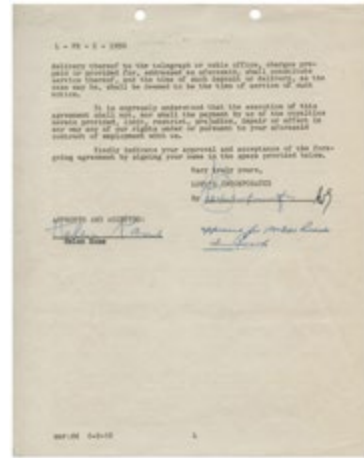 delivery thereof to the telegraph or cable office, charges pre-
paid or provided for, addressed as aforesaid, shall constitute
service thereof, and the time of such deposit or delivery, as the
case may be, shall be deemed to be the time of service of such
notice.
It is expressly understood that the execution of this
agreement shall not, nor shall the payment by us of the royalties
herein provided, limit, restrict, prejudice, impair or affect in
any way any of our rights under or pursuant to your aforesaid
contract of employment with us.
Kindly indicate your approval and acceptance of the fore-
going agreement by signing your name in the space provided below.
Very truly yours,
LOEW'S INCORPORATED
By
APPROVED AND ACCEPTED: